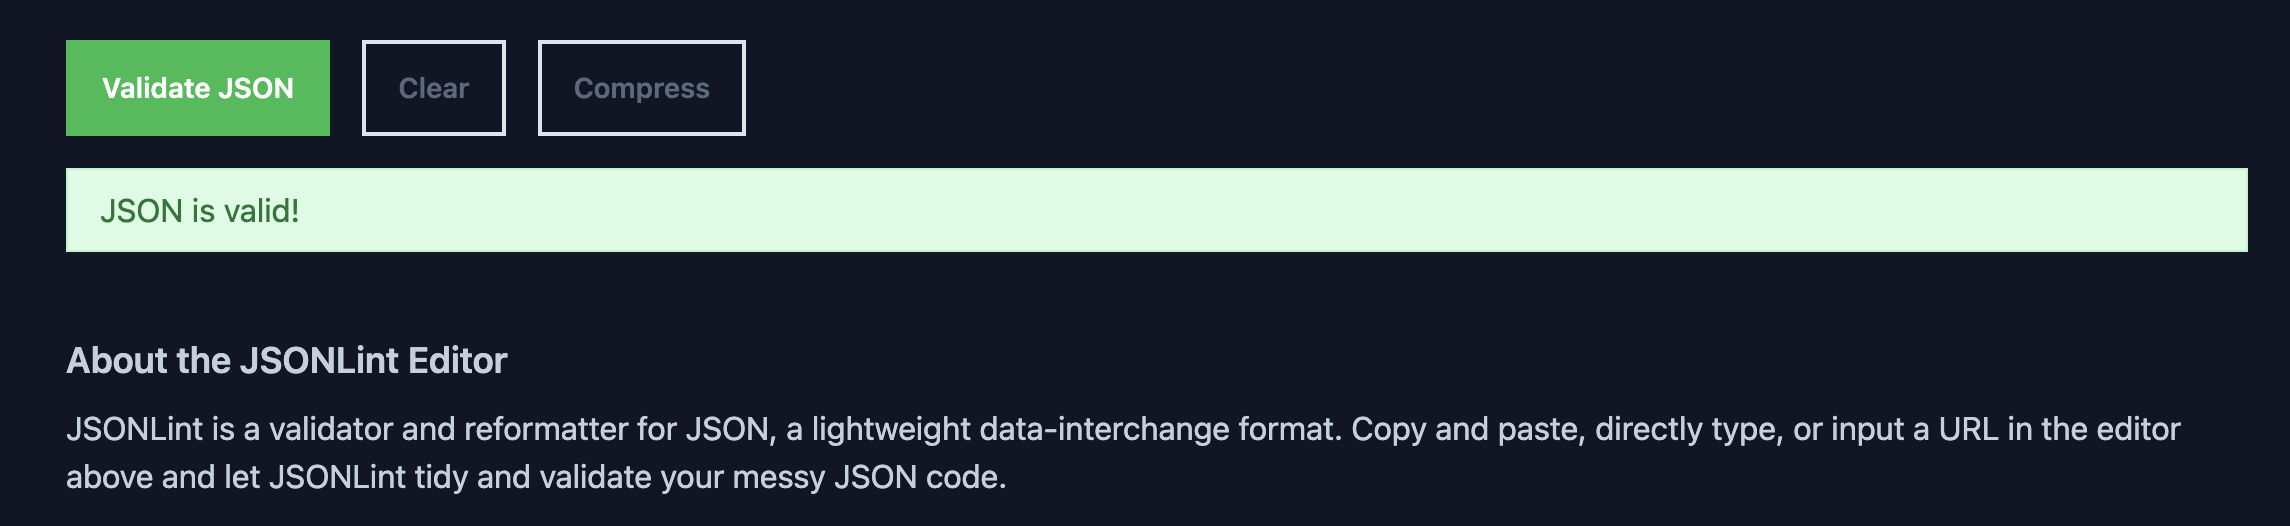 Validate JSON
Clear
Compress
JSON is valid!
About the JSONLint Editor
JSONLint is a validator and reformatter for JSON, a lightweight data-interchange format. Copy and paste, directly type, or input a URL in the editor
above and let JSONLint tidy and validate your messy JSON code.